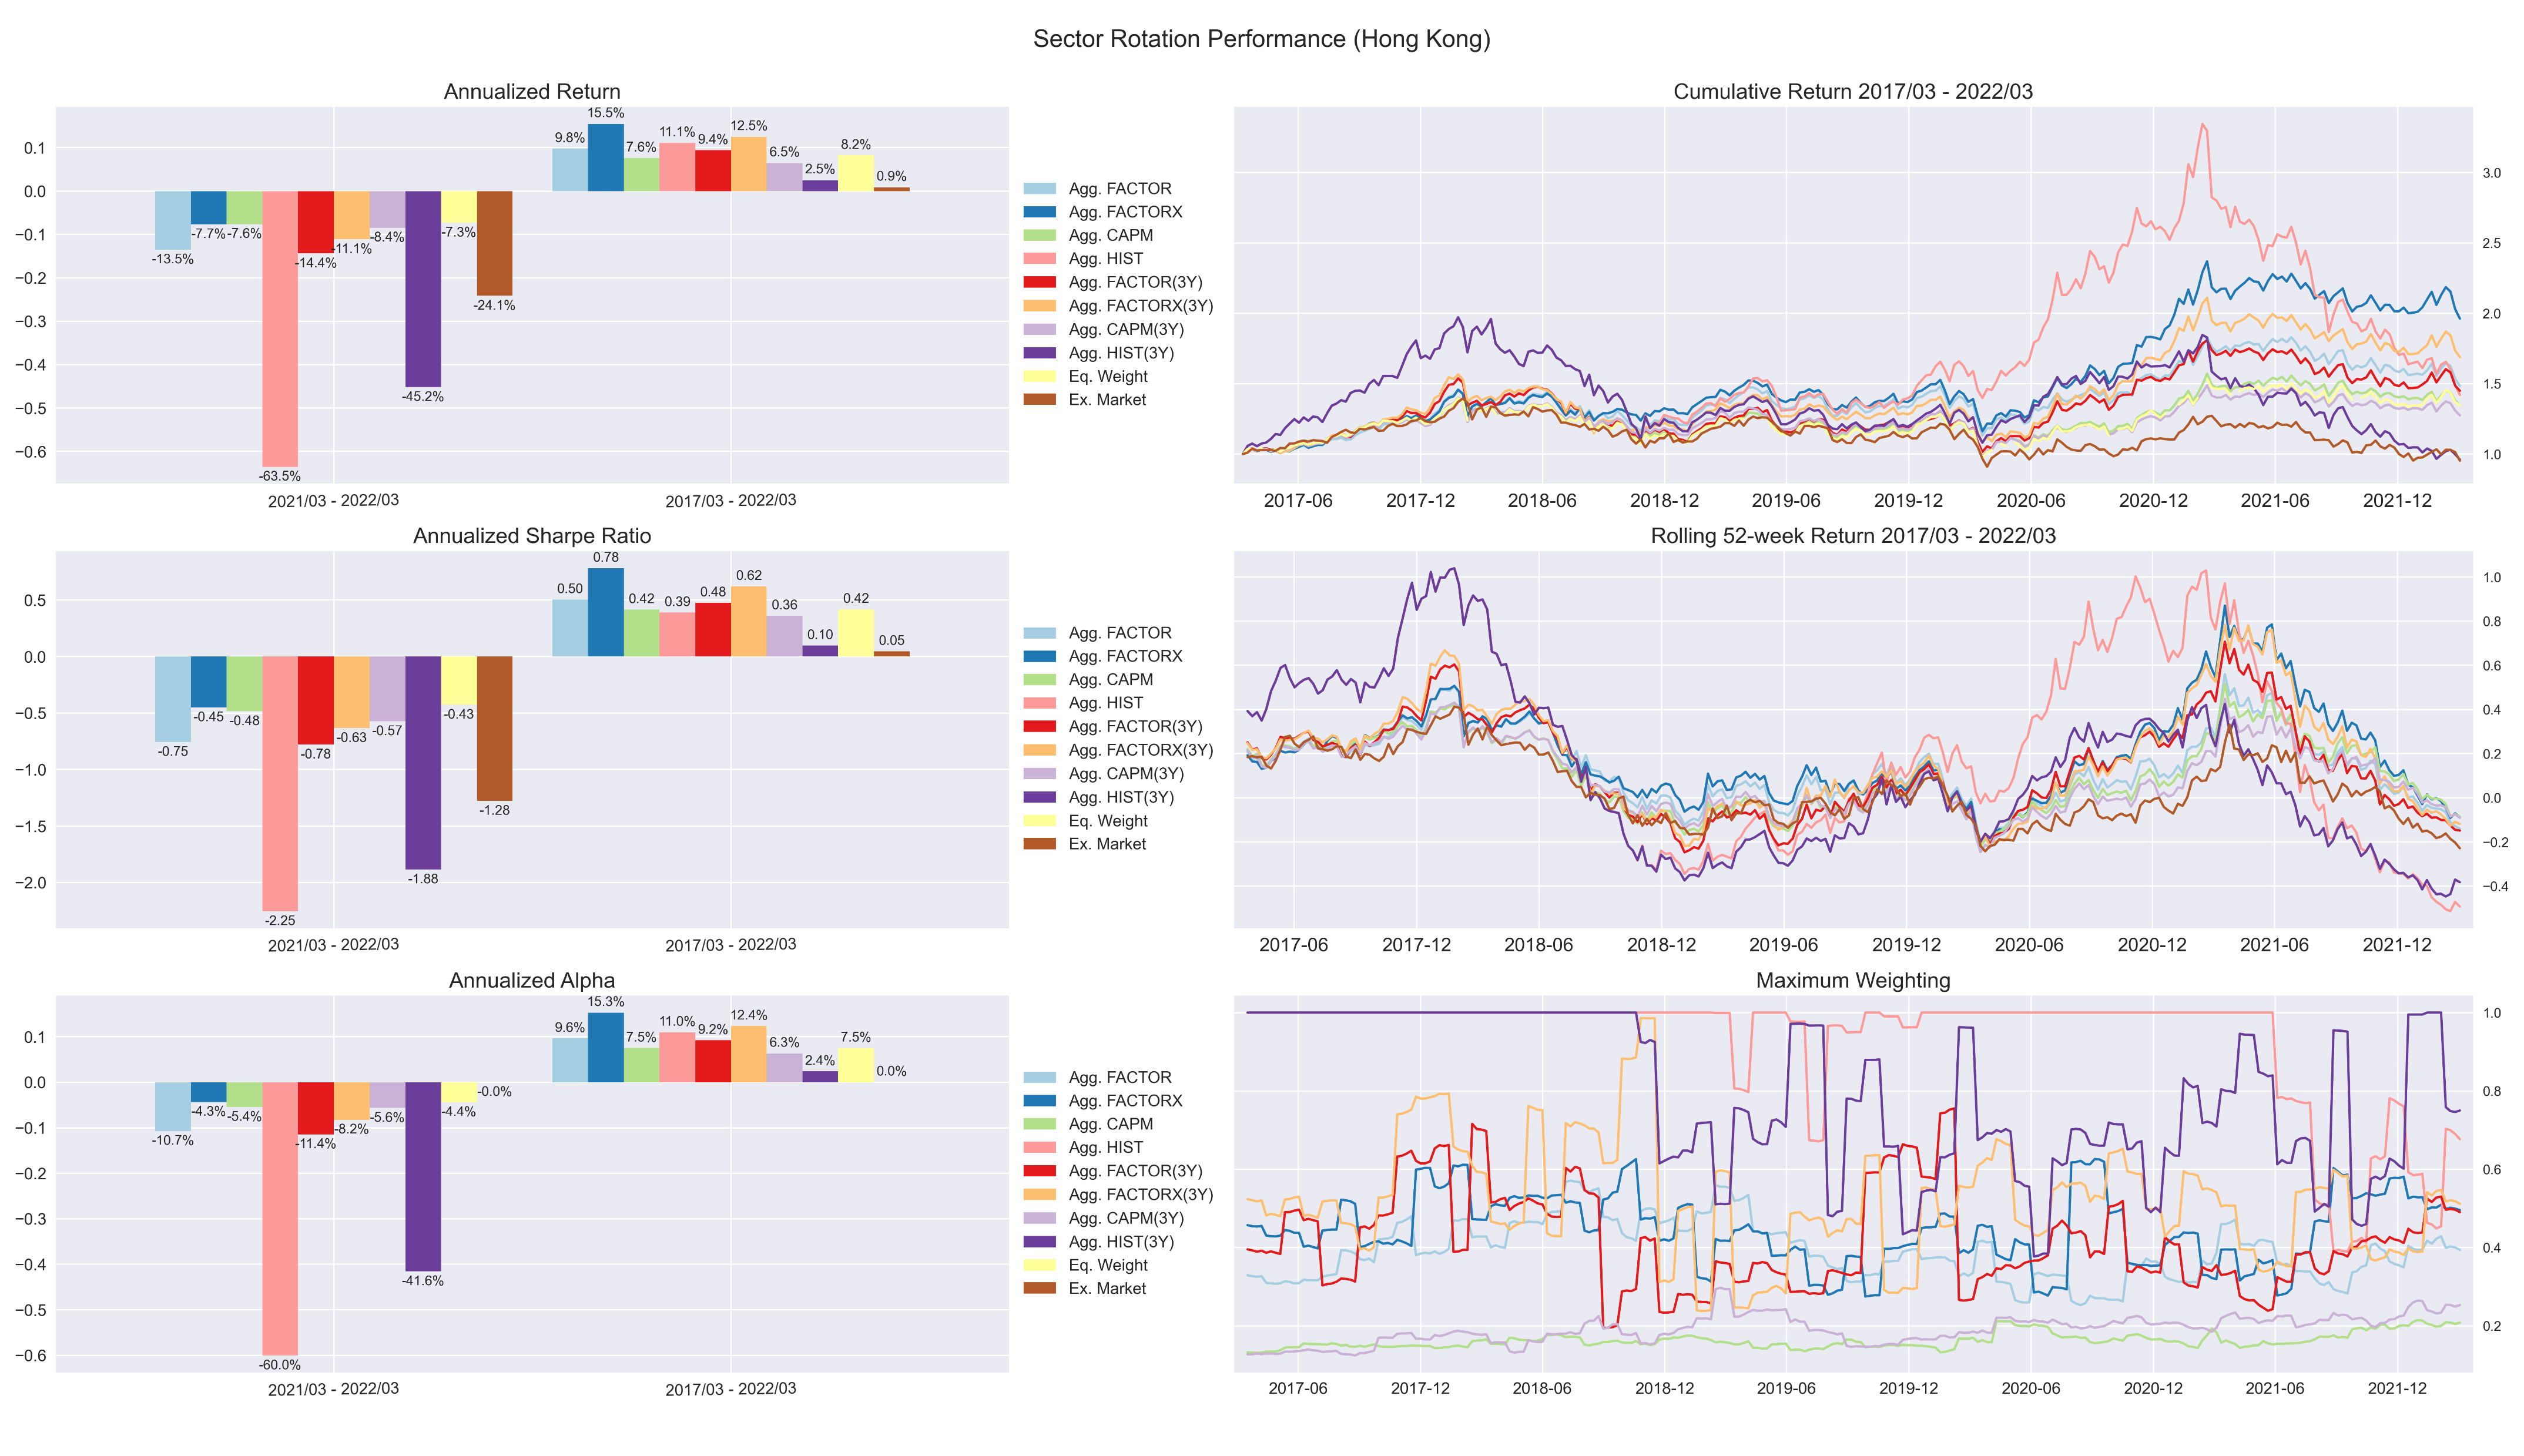 Sector Rotation Performance (Hong Kong)
Annualized Return
0.1
0.0
−0.1
−0.2
−0.3
−0.4
−0.5
−0.6
-13.5%
-7.7%
-7.6%
-63.5%
-14.4%
-11.1%
-8.4%
-45.2%
-7.3%
-24.1%
9.8%
15.5%
7.6%
11.1%
9.4%
12.5%
6.5%
2.5%
8.2%
0.9%
2021/03 - 2022/03
2017/03 - 2022/03
Agg. FACTOR
Agg. FACTORX
Agg. CAPM
Agg. HIST
Agg. FACTOR(3Y)
Agg. FACTORX(3Y)
Agg. CAPM(3Y)
Agg. HIST(3Y)
Eq. Weight
Ex. Market
Cumulative Return 2017/03 - 2022/03
3.0
2.5
2.0
1.5
1.0
2017-06 2017-12 2018-06 2018-12 2019-06 2019-12 2020-06 2020-12 2021-06 2021-12
Annualized Sharpe Ratio
0.5
0.0
−0.5
−1.0
−1.5
−2.0
-0.75
-0.45
-0.48
-2.25
-0.78
-0.63
-0.57
-1.88
-0.43
-1.28
0.50
0.78
0.42
0.39
0.48
0.62
0.36
0.10
0.42
0.05
2021/03 - 2022/03
2017/03 - 2022/03
Agg. FACTOR
Agg. FACTORX
Agg. CAPM
Agg. HIST
Agg. FACTOR(3Y)
Agg. FACTORX(3Y)
Agg. CAPM(3Y)
Agg. HIST(3Y)
Eq. Weight
Ex. Market
Rolling 52-week Return 2017/03 - 2022/03
1.0
0.8
0.6
0.4
0.2
0.0
−0.2
−0.4
2017-06 2017-12 2018-06 2018-12 2019-06 2019-12 2020-06 2020-12 2021-06 2021-12
Annualized Alpha
0.1
0.0
−0.1
−0.2
−0.3
−0.4
−0.5
−0.6
-10.7%
-4.3%
-5.4%
-60.0%
-11.4%
-8.2%
-5.6%
-41.6%
-4.4%
-0.0%
9.6%
15.3%
7.5%
11.0%
9.2%
12.4%
6.3%
2.4%
7.5%
0.0%
2021/03 - 2022/03
2017/03 - 2022/03
Agg. FACTOR
Agg. FACTORX
Agg. CAPM
Agg. HIST
Agg. FACTOR(3Y)
Agg. FACTORX(3Y)
Agg. CAPM(3Y)
Agg. HIST(3Y)
Eq. Weight
Ex. Market
Maximum Weighting
1.0
0.8
0.6
0.4
0.2
2017-06 2017-12 2018-06 2018-12 2019-06 2019-12 2020-06 2020-12 2021-06 2021-12